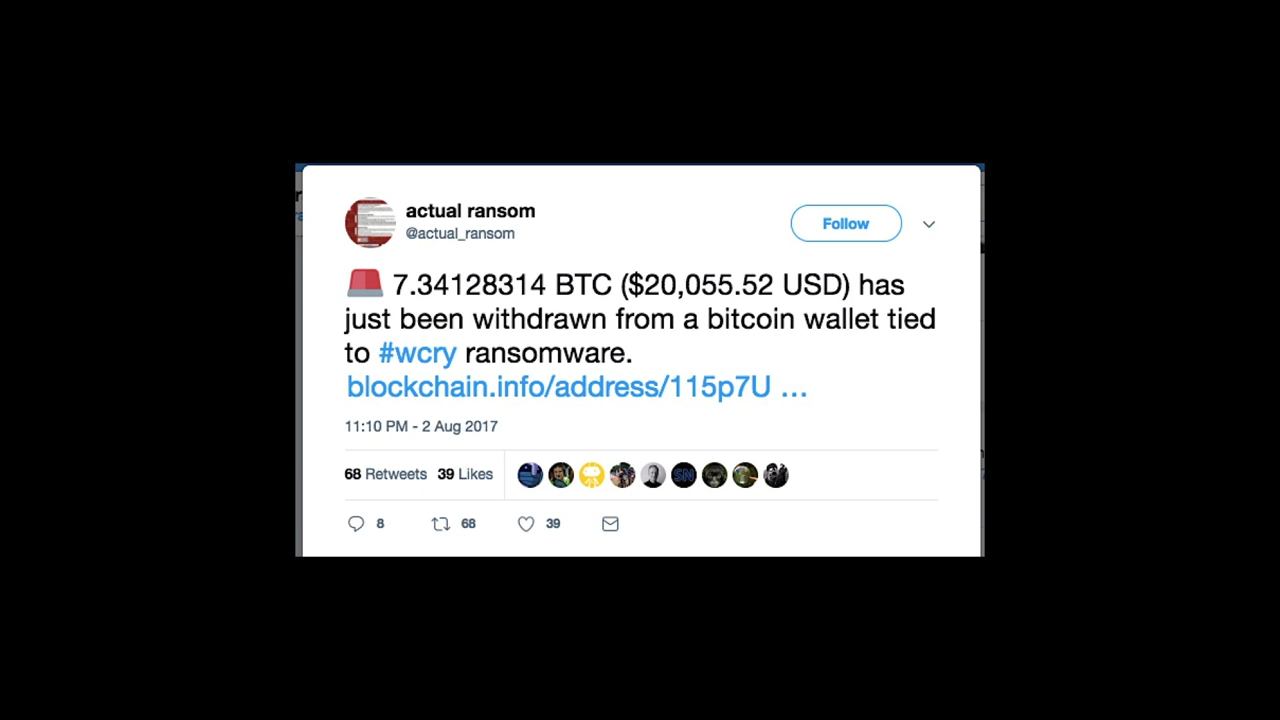 actual ransom
@actual_ransom
Follow
🚨 7.34128314 BTC ($20,055.52 USD) has
just been withdrawn from a bitcoin wallet tied
to #wcry ransomware.
blockchain.info/address/115p7U …
11:10 PM - 2 Aug 2017
68 Retweets 39 Likes
SN
8 68 39